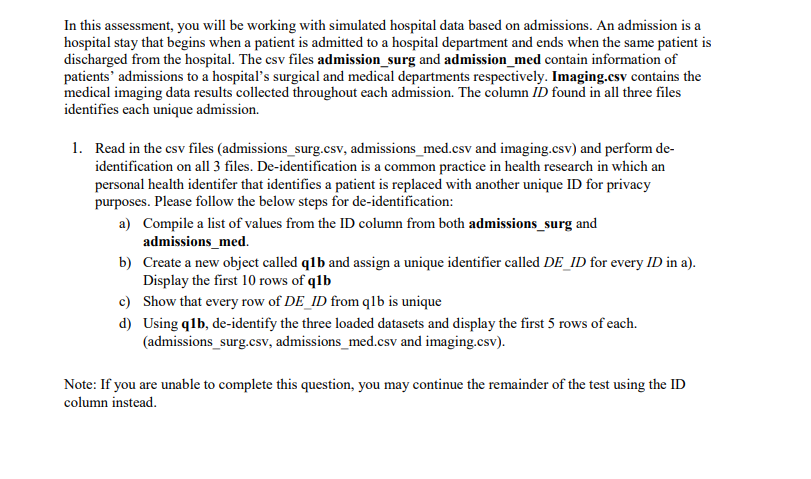 In this assessment, you will be working with simulated hospital data based on admissions. An admission is a
hospital stay that begins when a patient is admitted to a hospital department and ends when the same patient is
discharged from the hospital. The csv files admission_surg and admission_med contain information of
patients' admissions to a hospital's surgical and medical departments respectively. Imaging.csv contains the
medical imaging data results collected throughout each admission. The column ID found in all three files
identifies each unique admission.
1. Read in the csv files (admissions_surg.csv, admissions_med.csv and imaging.csv) and perform de-
identification on all 3 files. De-identification is a common practice in health research in which an
personal health identifer that identifies a patient is replaced with another unique ID for privacy
purposes. Please follow the below steps for de-identification:
a) Compile a list of values from the ID column from both admissions_surg and
admissions_med.
b) Create a new object called q1b and assign a unique identifier called DE_ID for every ID in a).
Display the first 10 rows of q1b
c) Show that every row of DE_ID from q1b is unique
d) Using q1b, de-identify the three loaded datasets and display the first 5 rows of each.
(admissions_surg.csv, admissions_med.csv and imaging.csv).
Note: If you are unable to complete this question, you may continue the remainder of the test using the ID
column instead.